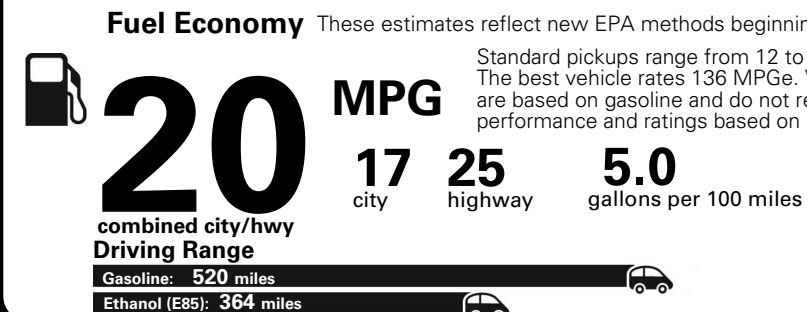 Fuel Economy These estimates reflect new EPA methods beginnin
Standard pickups range from 12 to
The best vehicle rates 136 MPGe. V
are based on gasoline and do not re
performance and ratings based on
20 MPG
combined city/hwy
17 city
25 highway
5.0 gallons per 100 miles
Driving Range
Gasoline: 520 miles
Ethanol (E85): 364 miles